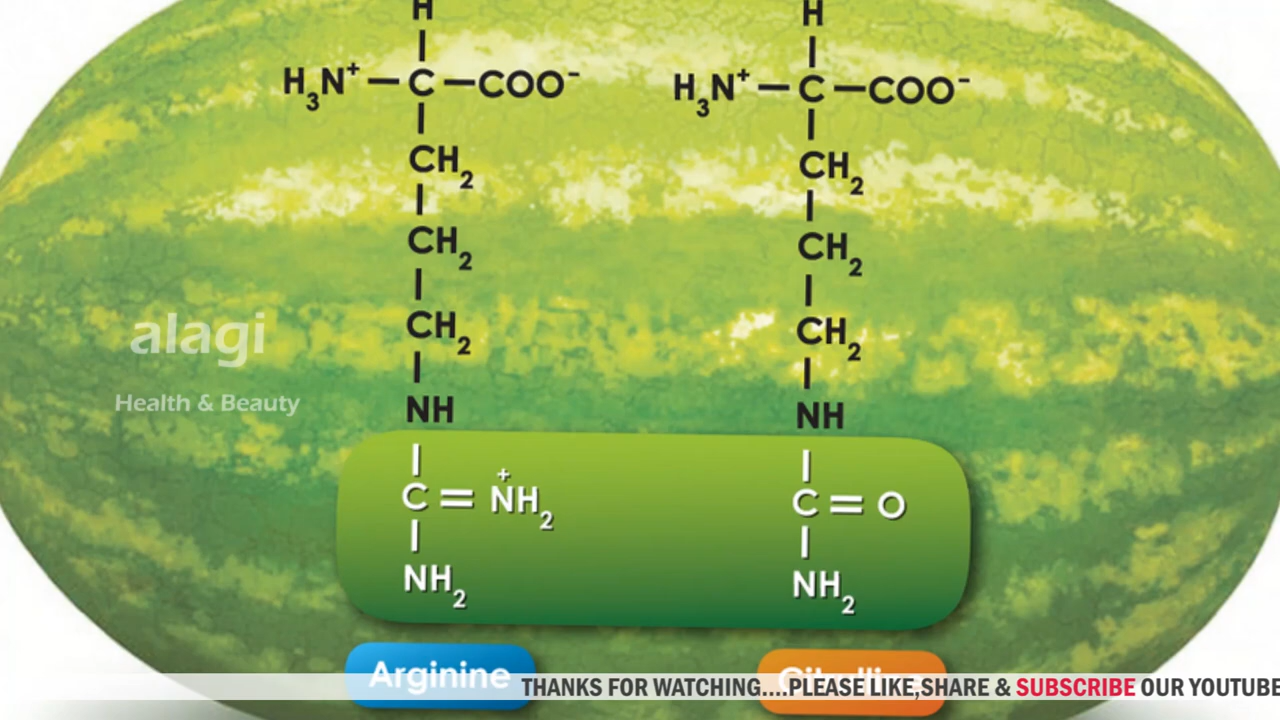 H H
H3N+ — C — COO− H3N+ — C — COO−
CH2 CH2
CH2 CH2
CH2 CH2
NH NH
C = N+H2 C = O
NH2 NH2
alagi
Health & Beauty
Arginine
THANKS FOR WATCHING....PLEASE LIKE,SHARE & SUBSCRIBE OUR YOUTUBE